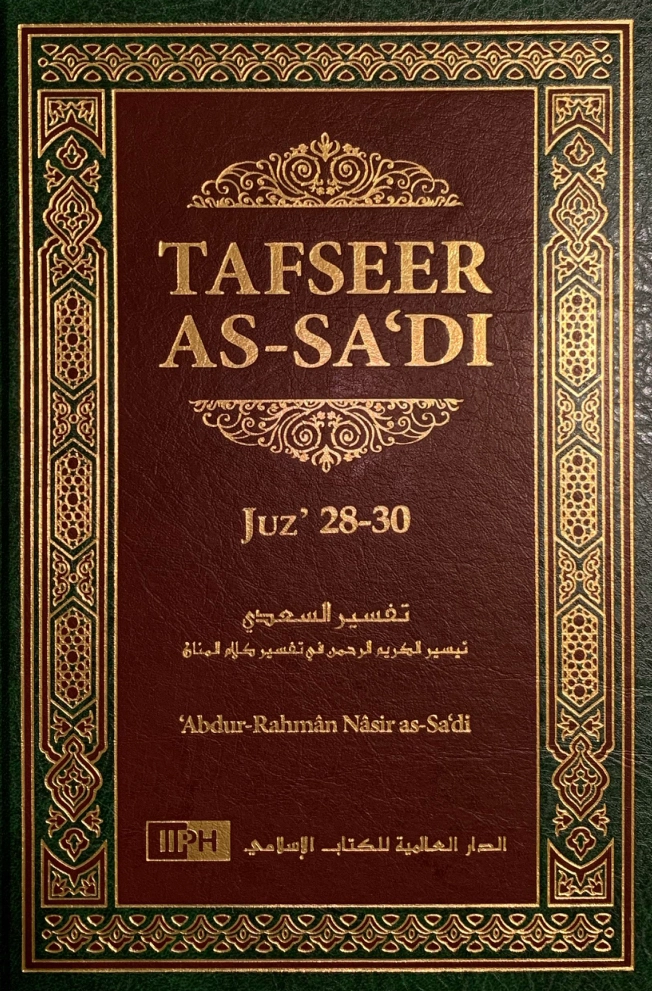 TAFSEER
AS-SA‘DI
Juz’ 28-30
تفسير السعدي
تيسير الكريم الرحمن في تفسير كلام المنان
‘Abdur-Rahmân Nâsir as-Sa‘di
IIPH الدار العالمية للكتاب الإسلامي